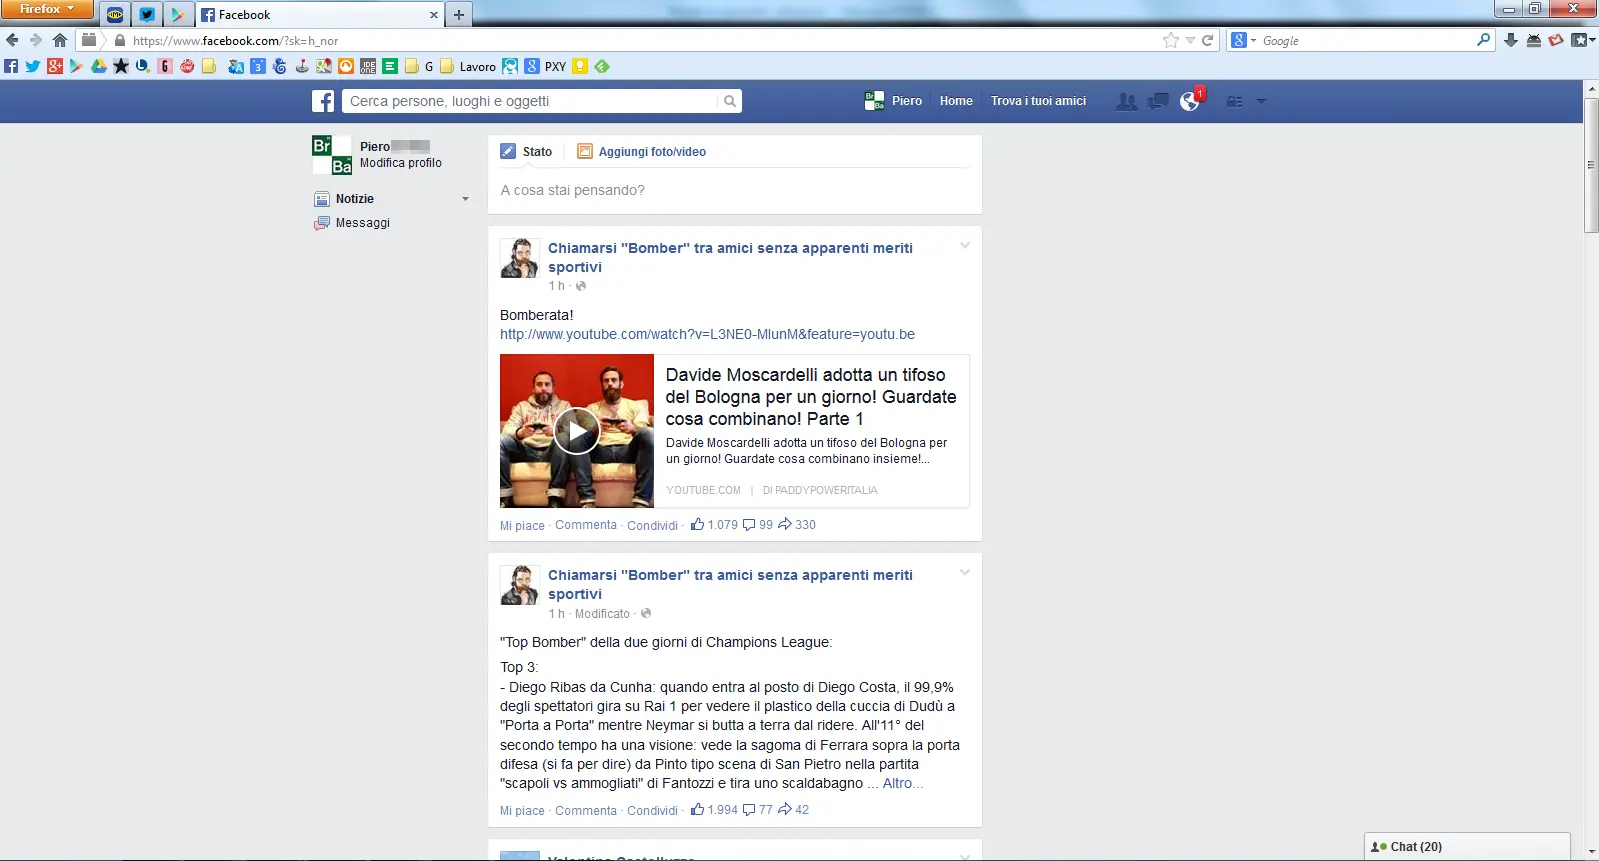 Firefox
Facebook
https://www.facebook.com/?sk=h_nor
Google
G
Lavoro
PXY
Cerca persone, luoghi e oggetti
Piero
Home
Trova i tuoi amici
1
Br
Ba
Piero
Modifica profilo
Notizie
Messaggi
Stato
Aggiungi foto/video
A cosa stai pensando?
Chiamarsi "Bomber" tra amici senza apparenti meriti
sportivi
1 h ·
Bomberata!
http://www.youtube.com/watch?v=L3NE0-MlunM&feature=youtu.be
Davide Moscardelli adotta un tifoso
del Bologna per un giorno! Guardate
cosa combinano! Parte 1
Davide Moscardelli adotta un tifoso del Bologna per
un giorno! Guardate cosa combinano insieme!...
YOUTUBE.COM | DI PADDYPOWERITALIA
Mi piace · Commenta · Condividi · 1.079 99 330
Chiamarsi "Bomber" tra amici senza apparenti meriti
sportivi
1 h · Modificato ·
"Top Bomber" della due giorni di Champions League:
Top 3:
- Diego Ribas da Cunha: quando entra al posto di Diego Costa, il 99,9%
degli spettatori gira su Rai 1 per vedere il plastico della cuccia di Dudù a
"Porta a Porta" mentre Neymar si butta a terra dal ridere. All'11° del
secondo tempo ha una visione: vede la sagoma di Ferrara sopra la porta
difesa (si fa per dire) da Pinto tipo scena di San Pietro nella partita
"scapoli vs ammogliati" di Fantozzi e tira uno scaldabagno ... Altro...
Mi piace · Commenta · Condividi · 1.994 77 42
Chat (20)